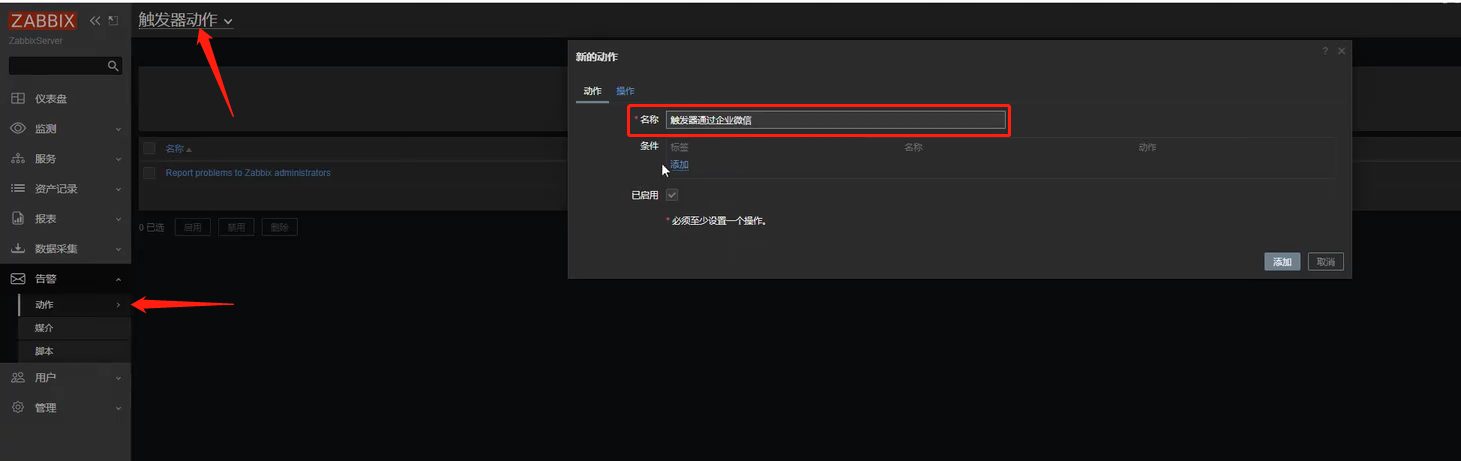 ZABBIX
ZabbixServer
仪表盘
监测
服务
资产记录
报表
数据采集
告警
动作
媒介
脚本
用户
管理
触发器动作
名称
Report problems to Zabbix administrators
0 已选 启用 禁用 删除
新的动作
?
动作 操作
* 名称 触发器通过企业微信
条件 标签 名称 动作
添加
已启用
* 必须至少设置一个操作。
添加 取消